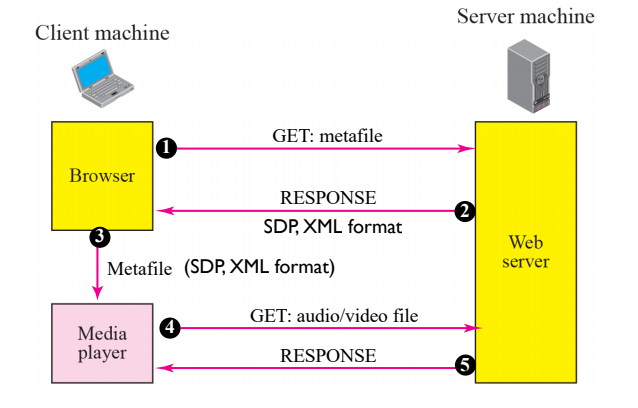 Server machine
Client machine
1
GET: metafile
Browser
RESPONSE
2
SDP, XML format
3
Web
server
Metafile (SDP, XML format)
4
GET: audio/video file
Media
player
RESPONSE
5